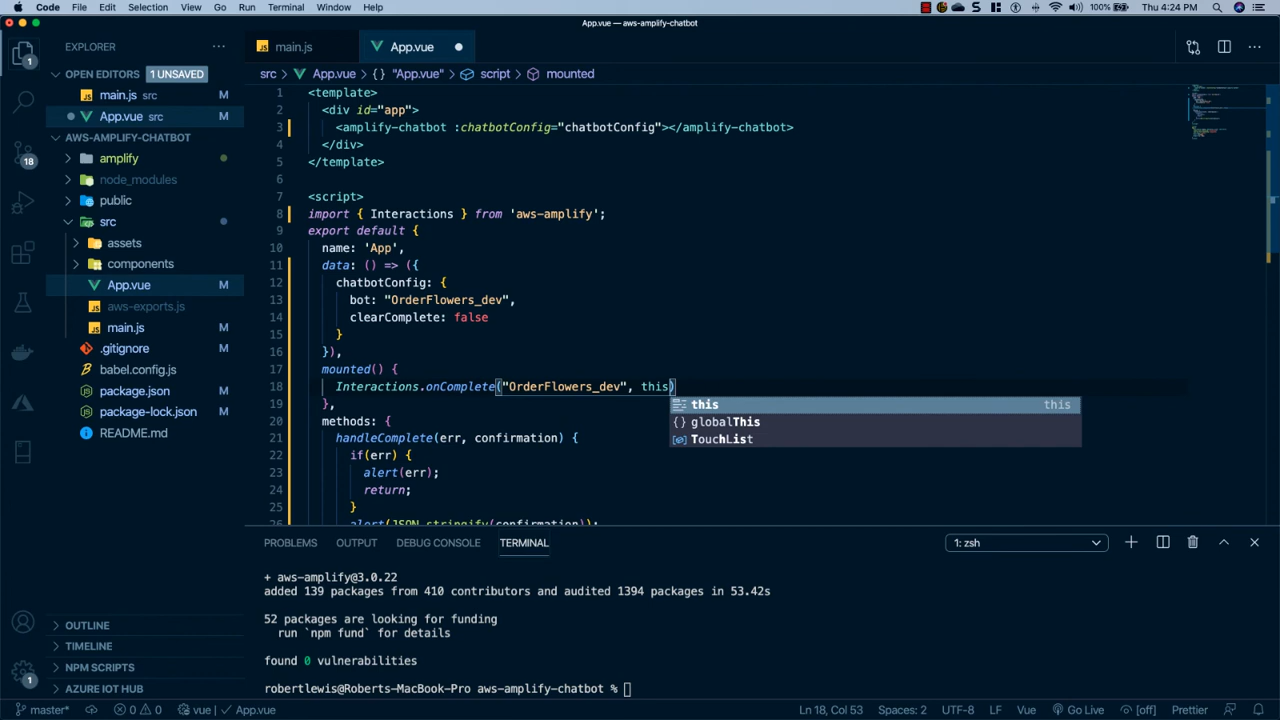 Code File Edit Selection View Go Run Terminal Window Help 100% Thu 4:24 PM
App.vue — aws-amplify-chatbot
EXPLORER ···
JS main.js
App.vue
OPEN EDITORS 1 UNSAVED
JS main.js src M
App.vue src M
AWS-AMPLIFY-CHATBOT
amplify
node_modules
public
src
assets
components
App.vue M
aws-exports.js
JS main.js M
.gitignore M
babel.config.js
package.json M
package-lock.json M
README.md
OUTLINE
TIMELINE
NPM SCRIPTS
AZURE IOT HUB
1
18
1
src > App.vue > {} "App.vue" > script > mounted
1 <template>
2 <div id="app">
3 <amplify-chatbot :chatbotConfig="chatbotConfig"></amplify-chatbot>
4 </div>
5 </template>
6
7 <script>
8 import { Interactions } from 'aws-amplify';
9 export default {
10 name: 'App',
11 data: () => ({
12 chatbotConfig: {
13 bot: "OrderFlowers_dev",
14 clearComplete: false
15 }
16 }),
17 mounted() {
18 Interactions.onComplete("OrderFlowers_dev", this)
this this
{} globalThis
TouchList
19 },
20 methods: {
21 handleComplete(err, confirmation) {
22 if(err) {
23 alert(err);
24 return;
25 }
26 alert(JSON.stringify(confirmation));
PROBLEMS OUTPUT DEBUG CONSOLE TERMINAL 1: zsh
+ aws-amplify@3.0.22
added 139 packages from 410 contributors and audited 1394 packages in 53.42s
52 packages are looking for funding
run `npm fund` for details
found 0 vulnerabilities
robertlewis@Roberts-MacBook-Pro aws-amplify-chatbot %
master* 0 0 vue | App.vue Ln 18, Col 53 Spaces: 2 UTF-8 LF Vue Go Live [off] Prettier